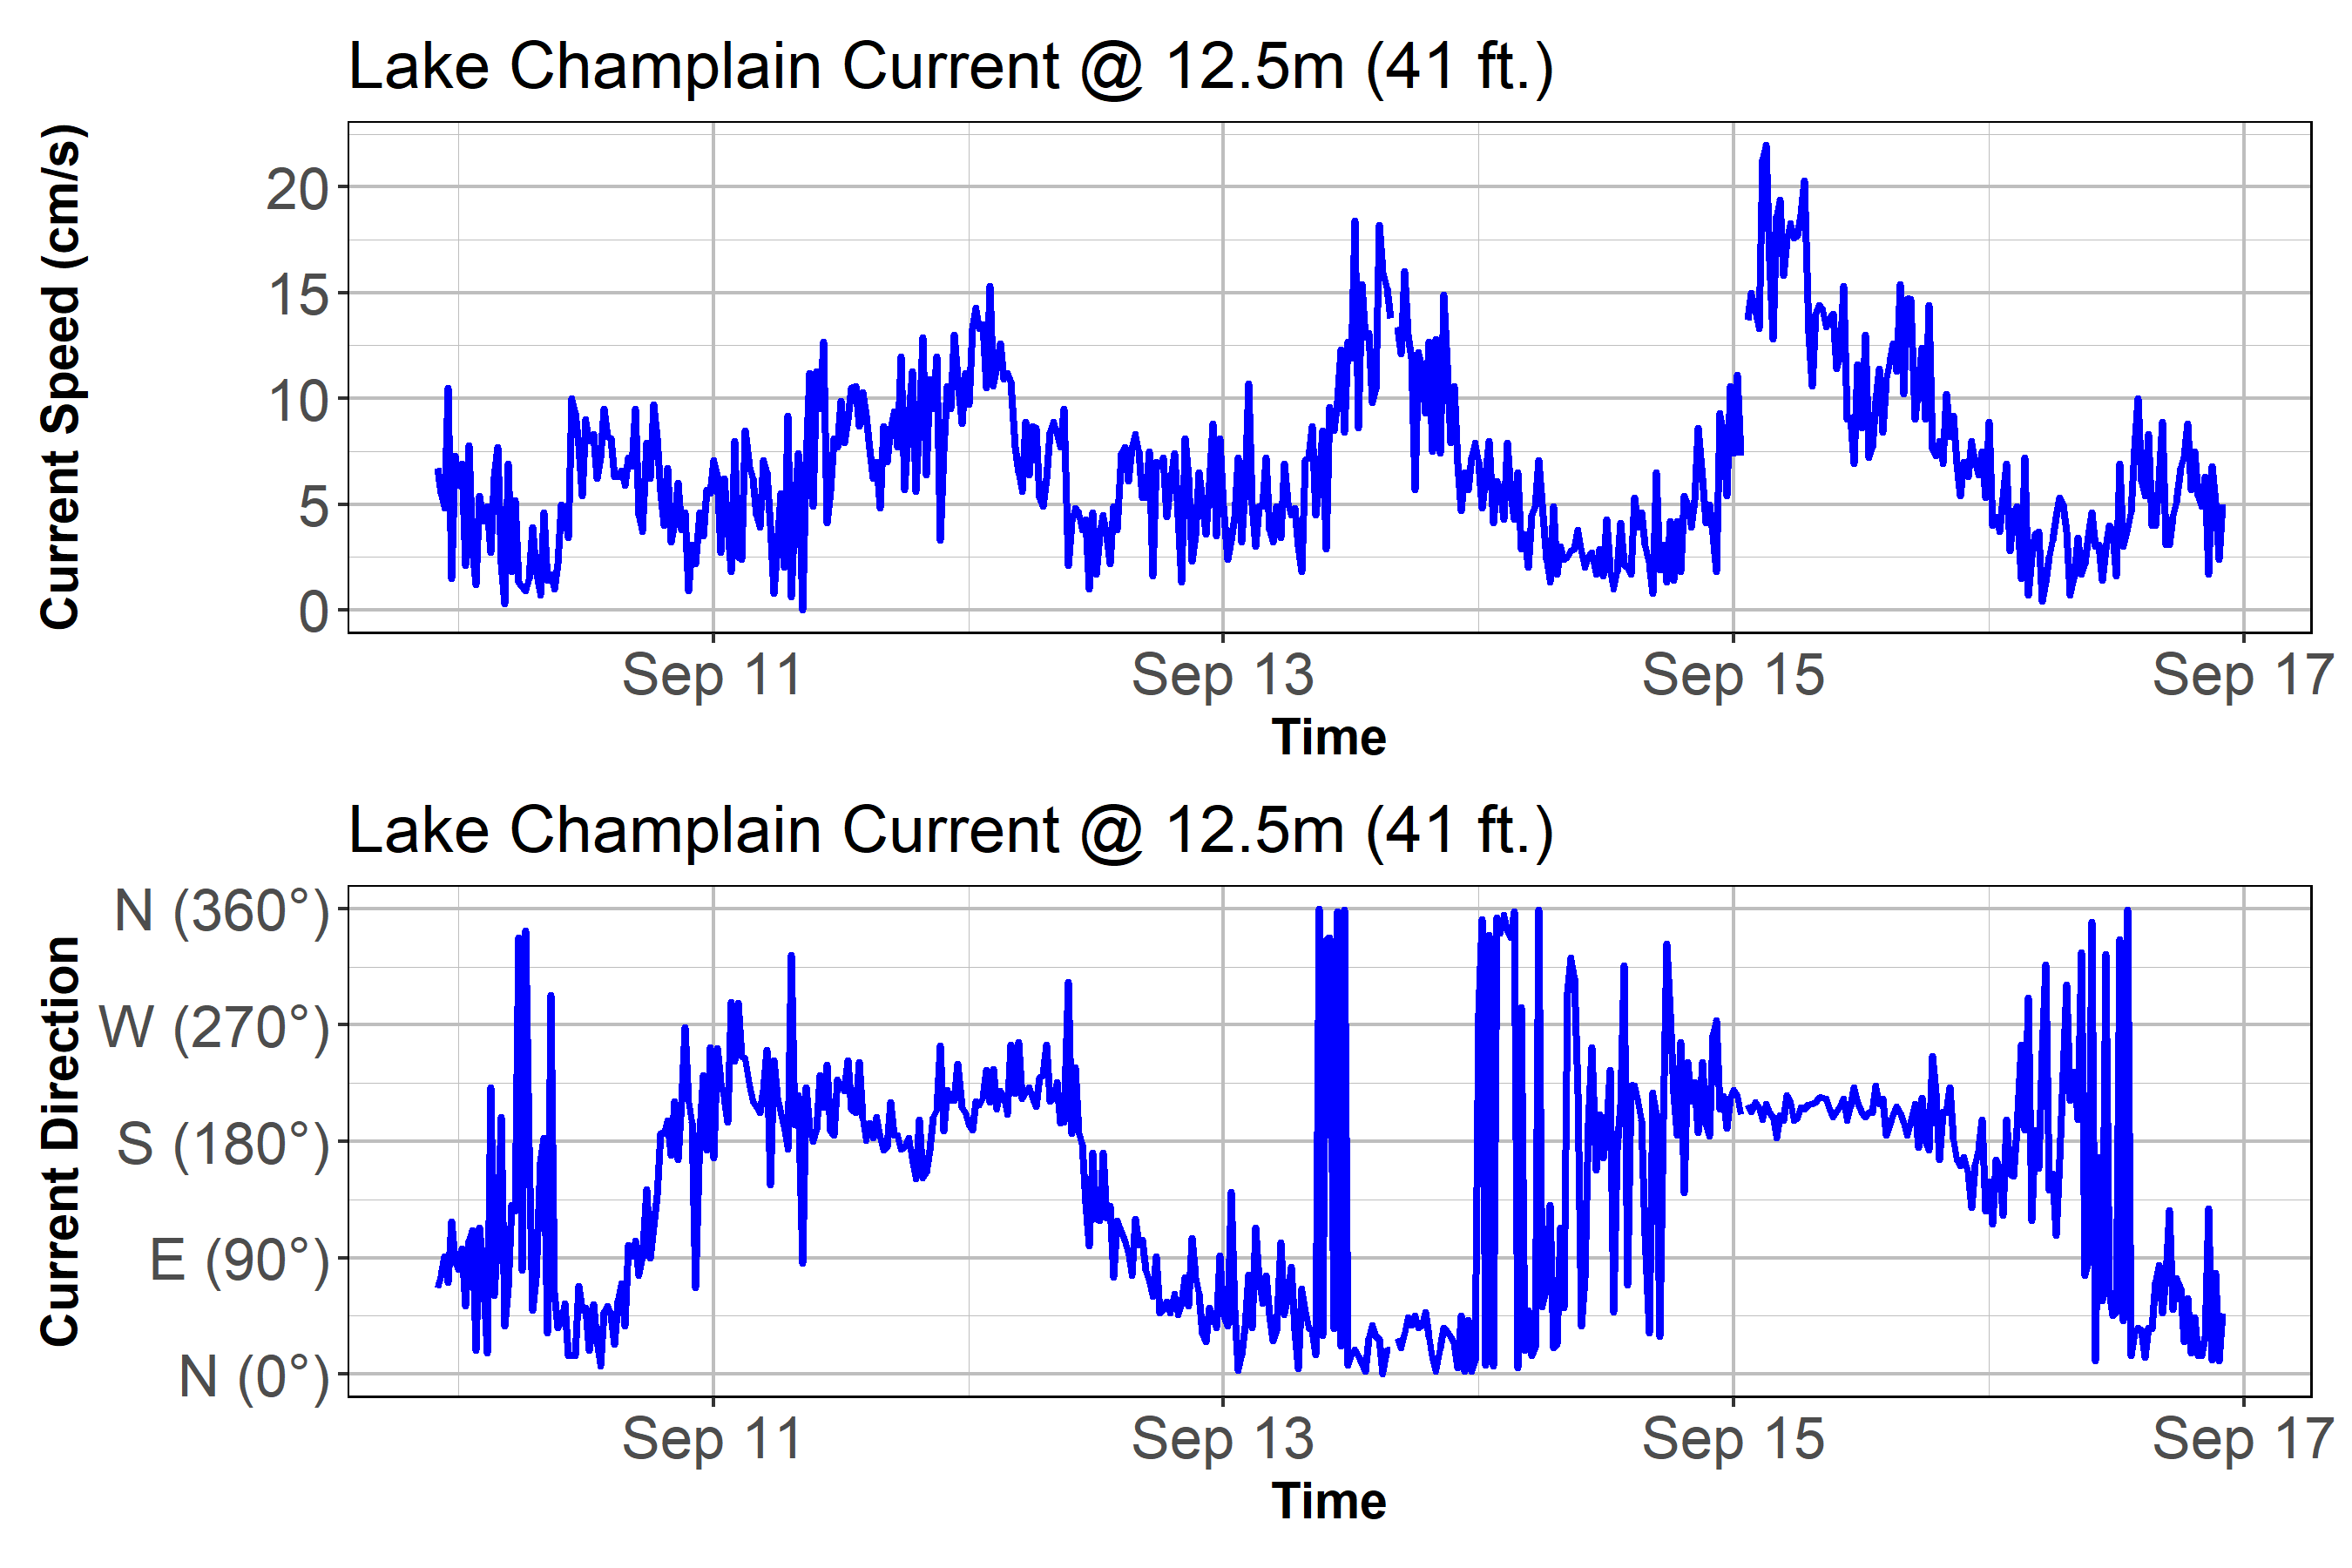 Lake Champlain Current @ 12.5m (41 ft.)
Current Speed (cm/s)
20
15
10
5
0
Sep 11 Sep 13 Sep 15 Sep 17
Time
Lake Champlain Current @ 12.5m (41 ft.)
Current Direction
N (360°)
W (270°)
S (180°)
E (90°)
N (0°)
Sep 11 Sep 13 Sep 15 Sep 17
Time